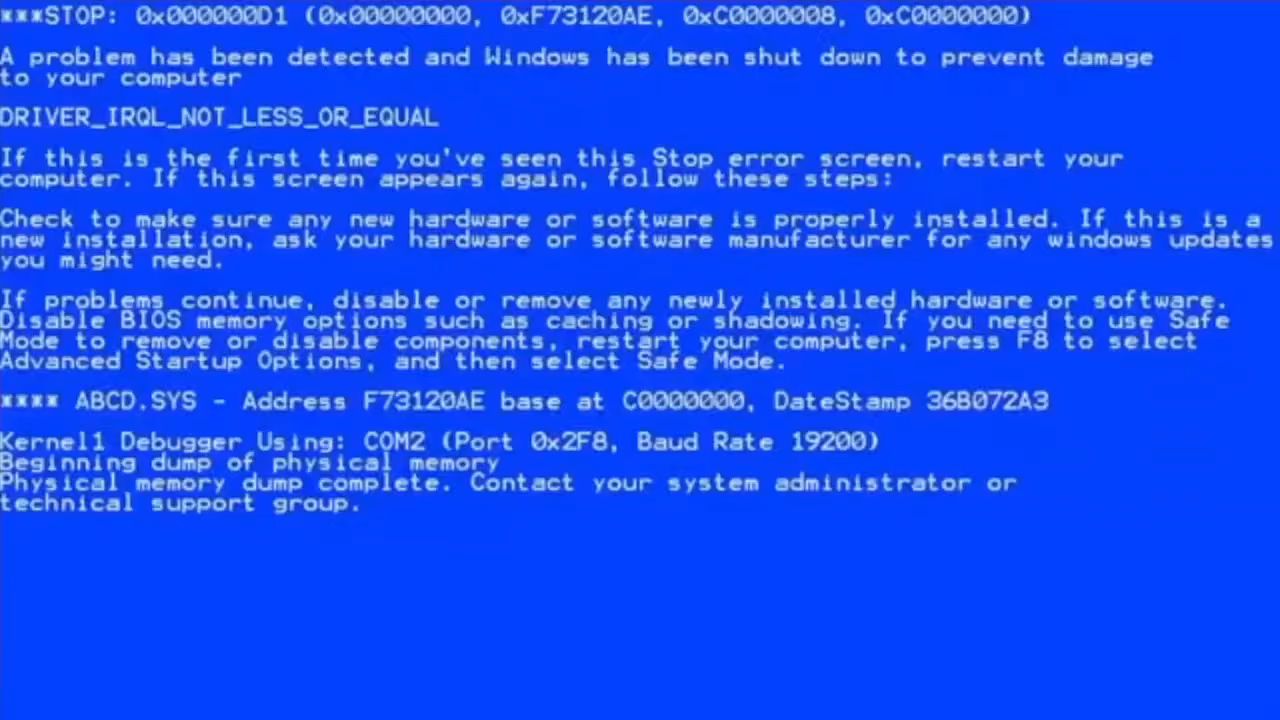 ***STOP: 0x000000D1 (0x00000000, 0xF73120AE, 0xC0000008, 0xC0000000)
A problem has been detected and Windows has been shut down to prevent damage
to your computer
DRIVER_IRQL_NOT_LESS_OR_EQUAL
If this is the first time you've seen this Stop error screen, restart your
computer. If this screen appears again, follow these steps:
Check to make sure any new hardware or software is properly installed. If this is a
new installation, ask your hardware or software manufacturer for any windows updates
you might need.
If problems continue, disable or remove any newly installed hardware or software.
Disable BIOS memory options such as caching or shadowing. If you need to use Safe
Mode to remove or disable components, restart your computer, press F8 to select
Advanced Startup Options, and then select Safe Mode.
**** ABCD.SYS - Address F73120AE base at C0000000, DateStamp 36B072A3
Kernel1 Debugger Using: COM2 (Port 0x2F8, Baud Rate 19200)
Beginning dump of physical memory
Physical memory dump complete. Contact your system administrator or
technical support group.